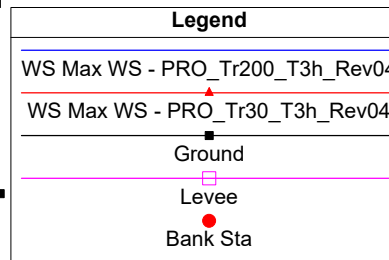 Legend
WS Max WS - PRO_Tr200_T3h_Rev04
WS Max WS - PRO_Tr30_T3h_Rev04
Ground
Levee
Bank Sta